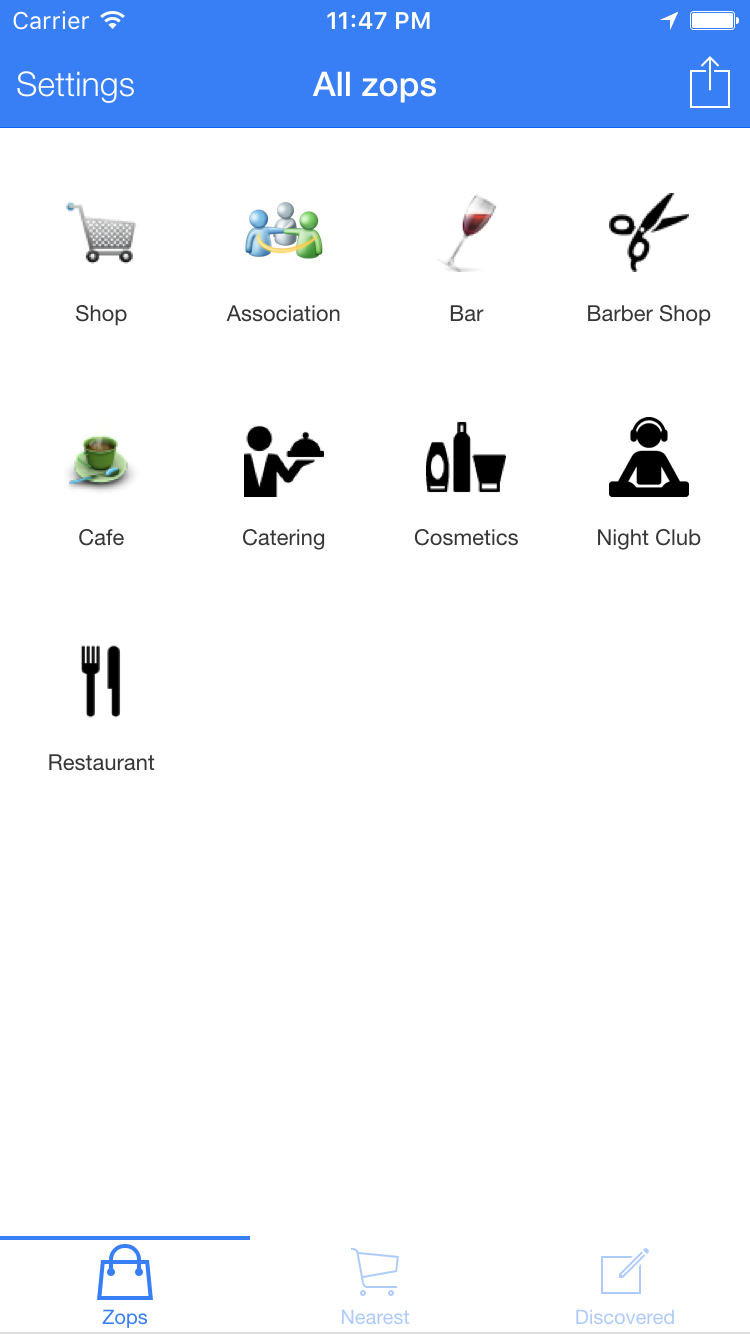 Carrier 11:47 PM
Settings All zops
Shop Association Bar Barber Shop
Cafe Catering Cosmetics Night Club
Restaurant
Zops Nearest Discovered